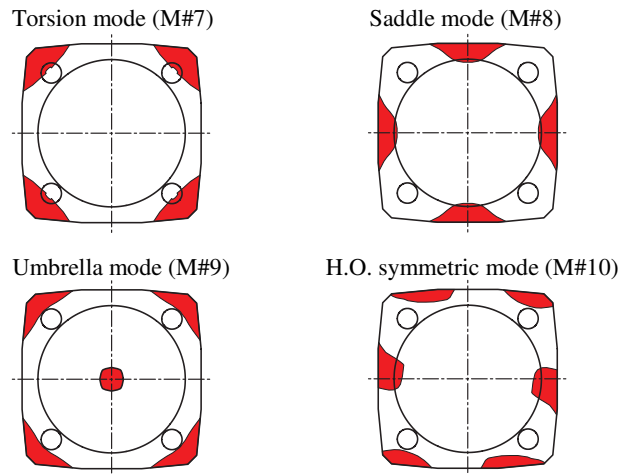 Torsion mode (M#7)
Saddle mode (M#8)
Umbrella mode (M#9)
H.O. symmetric mode (M#10)